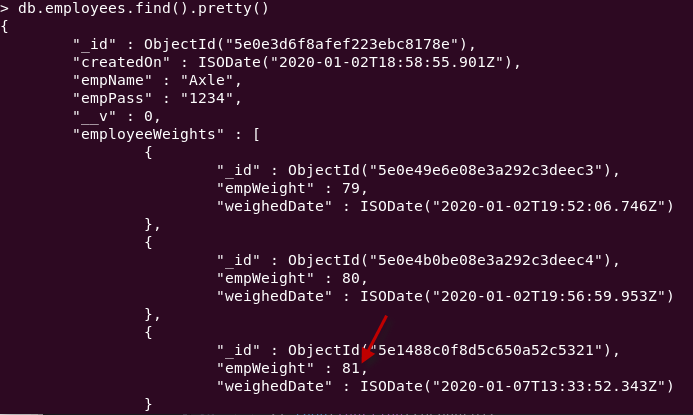 > db.employees.find().pretty()
{
"_id" : ObjectId("5e0e3d6f8afef223ebc8178e"),
"createdOn" : ISODate("2020-01-02T18:58:55.901Z"),
"empName" : "Axle",
"empPass" : "1234",
"__v" : 0,
"employeeWeights" : [
{
"_id" : ObjectId("5e0e49e6e08e3a292c3deec3"),
"empWeight" : 79,
"weighedDate" : ISODate("2020-01-02T19:52:06.746Z")
},
{
"_id" : ObjectId("5e0e4b0be08e3a292c3deec4"),
"empWeight" : 80,
"weighedDate" : ISODate("2020-01-02T19:56:59.953Z")
},
{
"_id" : ObjectId("5e1488c0f8d5c650a52c5321"),
"empWeight" : 81,
"weighedDate" : ISODate("2020-01-07T13:33:52.343Z")
}